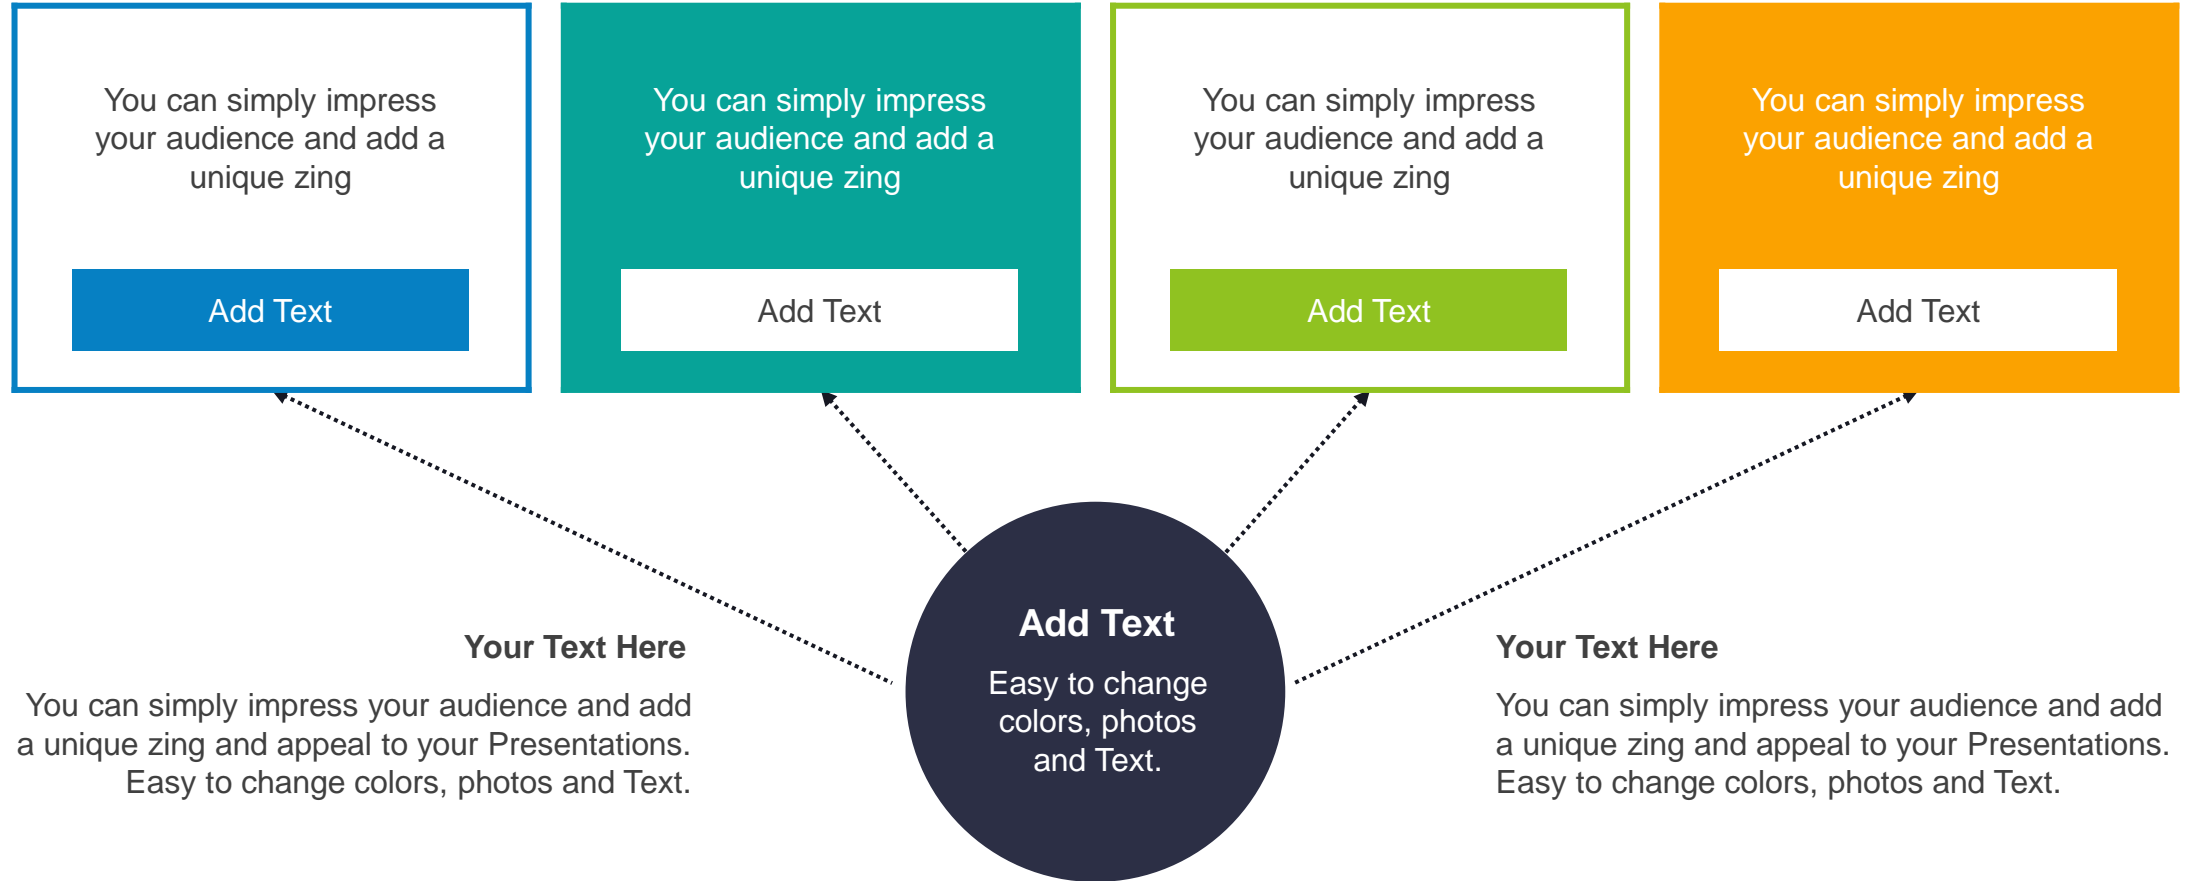 You can simply impress
your audience and add a
unique zing
Add Text
You can simply impress
your audience and add a
unique zing
Add Text
You can simply impress
your audience and add a
unique zing
Add Text
You can simply impress
your audience and add a
unique zing
Add Text
Your Text Here
You can simply impress your audience and add
a unique zing and appeal to your Presentations.
Easy to change colors, photos and Text.
Add Text
Easy to change
colors, photos
and Text.
Your Text Here
You can simply impress your audience and add
a unique zing and appeal to your Presentations.
Easy to change colors, photos and Text.